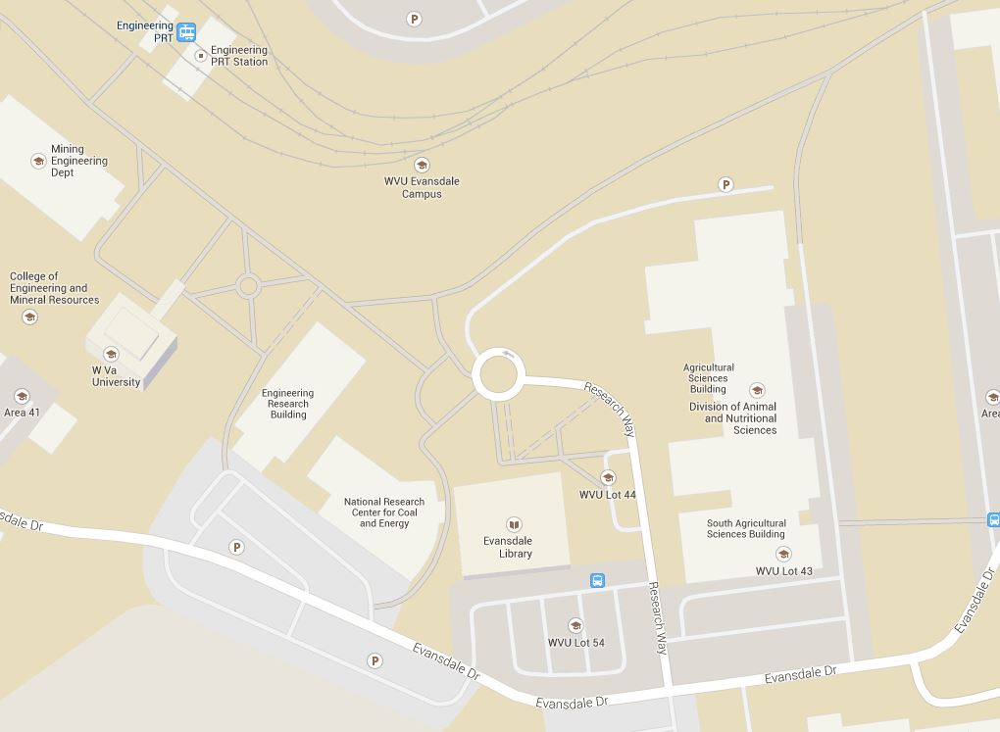 P
Engineering
PRT
Engineering
PRT Station
Mining
Engineering
Dept
WVU Evansdale
Campus
P
College of
Engineering and
Mineral Resources
W Va
University
Area 41
Engineering
Research
Building
Research Way
Agricultural
Sciences
Building
Division of Animal
and Nutritional
Sciences
Area
WVU Lot 44
National Research
Center for Coal
and Energy
Evansdale
Library
South Agricultural
Sciences Building
WVU Lot 43
sdale Dr
P
Research Way
Evansdale Dr
WVU Lot 54
P
Evansdale Dr
Evansdale Dr
Evansdale Dr